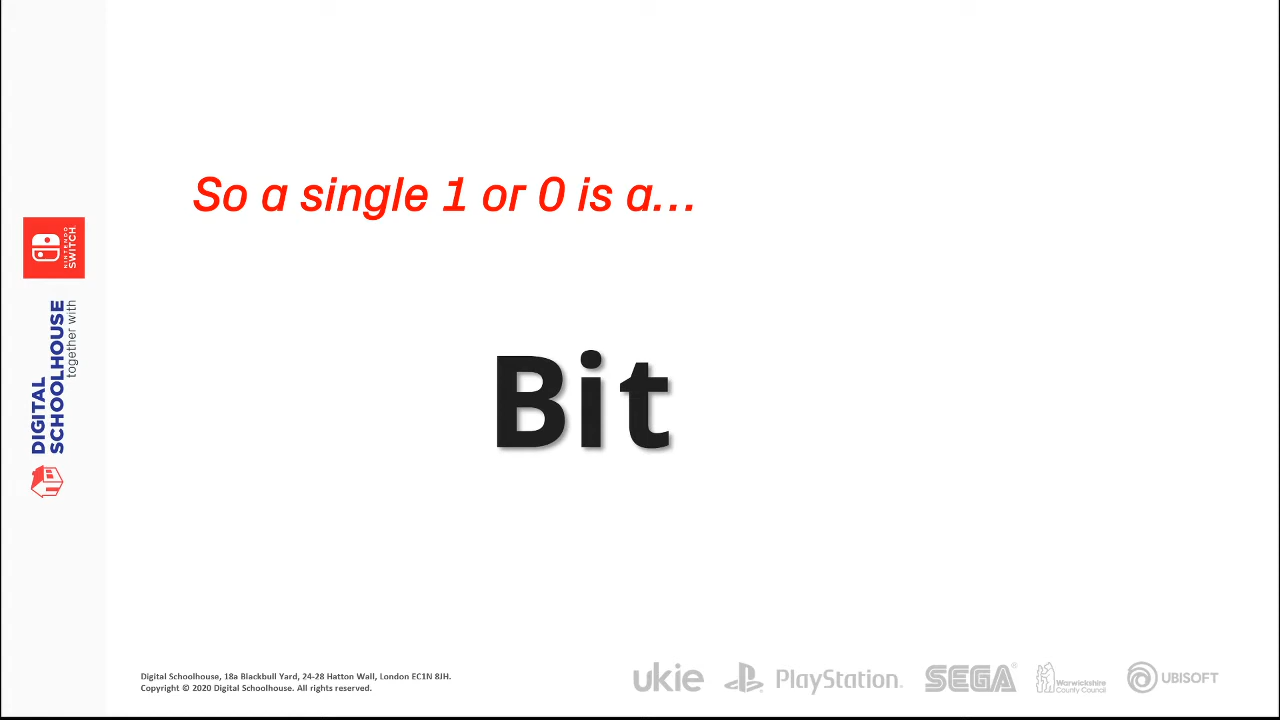 So a single 1 or 0 is a...
Bit
NINTENDO
SWITCH
DIGITAL
SCHOOLHOUSE
together with
Digital Schoolhouse, 18a Blackbull Yard, 24-28 Hatton Wall, London EC1N 8JH.
Copyright © 2020 Digital Schoolhouse. All rights reserved.
ukie
PlayStation.
SEGA®
Warwickshire
County Council
UBISOFT